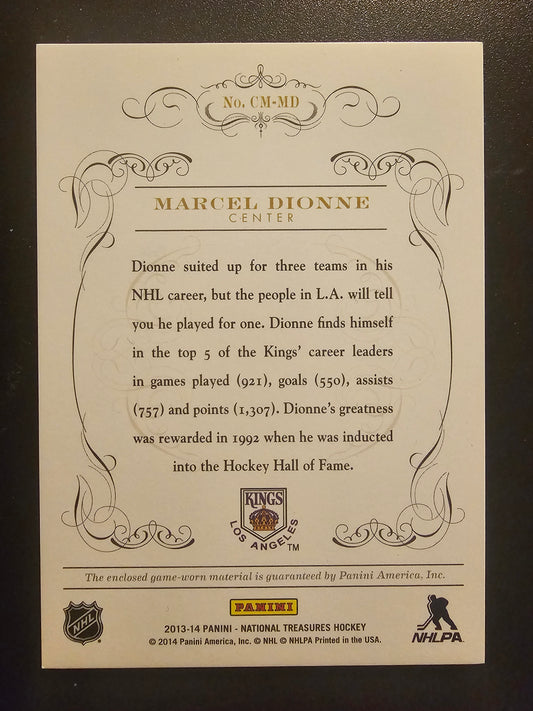 No. CM-MD
MARCEL DIONNE
CENTER
Dionne suited up for three teams in his
NHL career, but the people in L.A. will tell
you he played for one. Dionne finds himself
in the top 5 of the Kings' career leaders
in games played (921), goals (550), assists
(757) and points (1,307). Dionne's greatness
was rewarded in 1992 when he was inducted
into the Hockey Hall of Fame.
KINGS
LOS ANGELES TM
The enclosed game-worn material is guaranteed by Panini America, Inc.
PANINI
NHL
2013-14 PANINI - NATIONAL TREASURES HOCKEY
© 2014 Panini America, Inc. © NHL © NHLPA Printed in the USA.
NHLPA